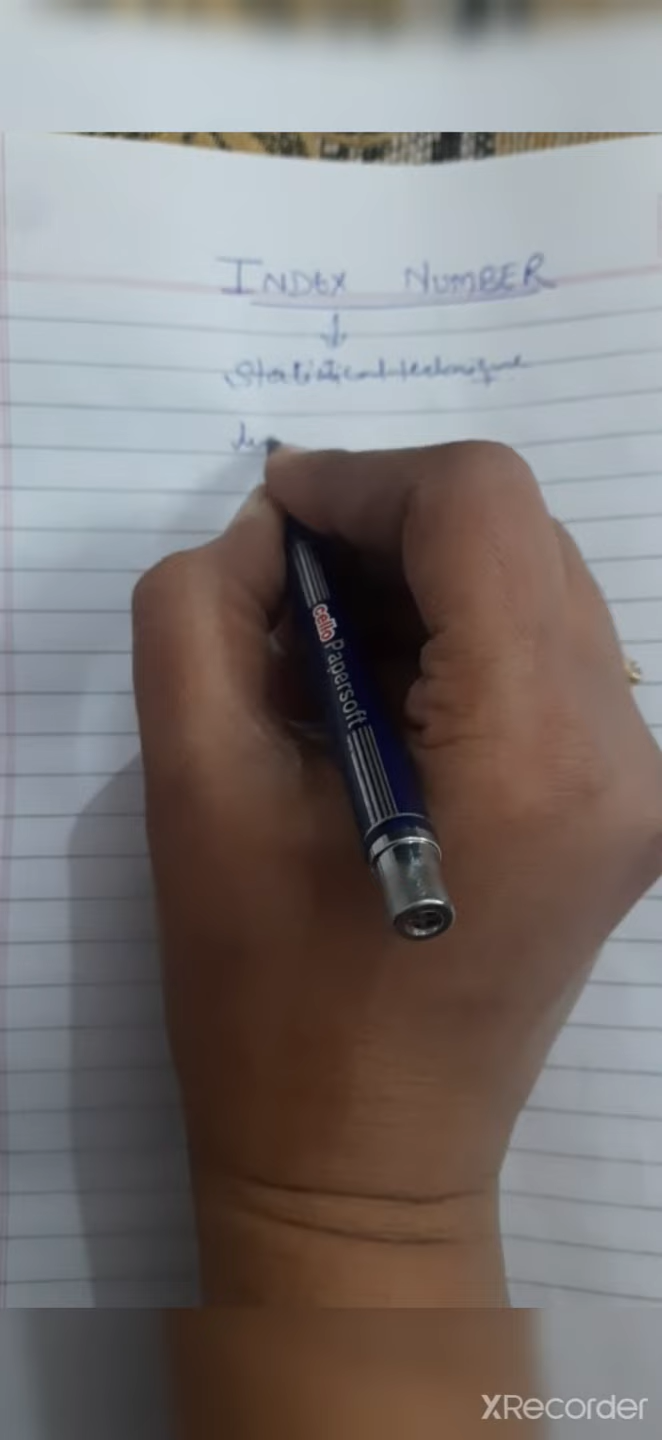 INDEX NUMBER
↓
Statistical technique
cello Papersoft
XRecorder